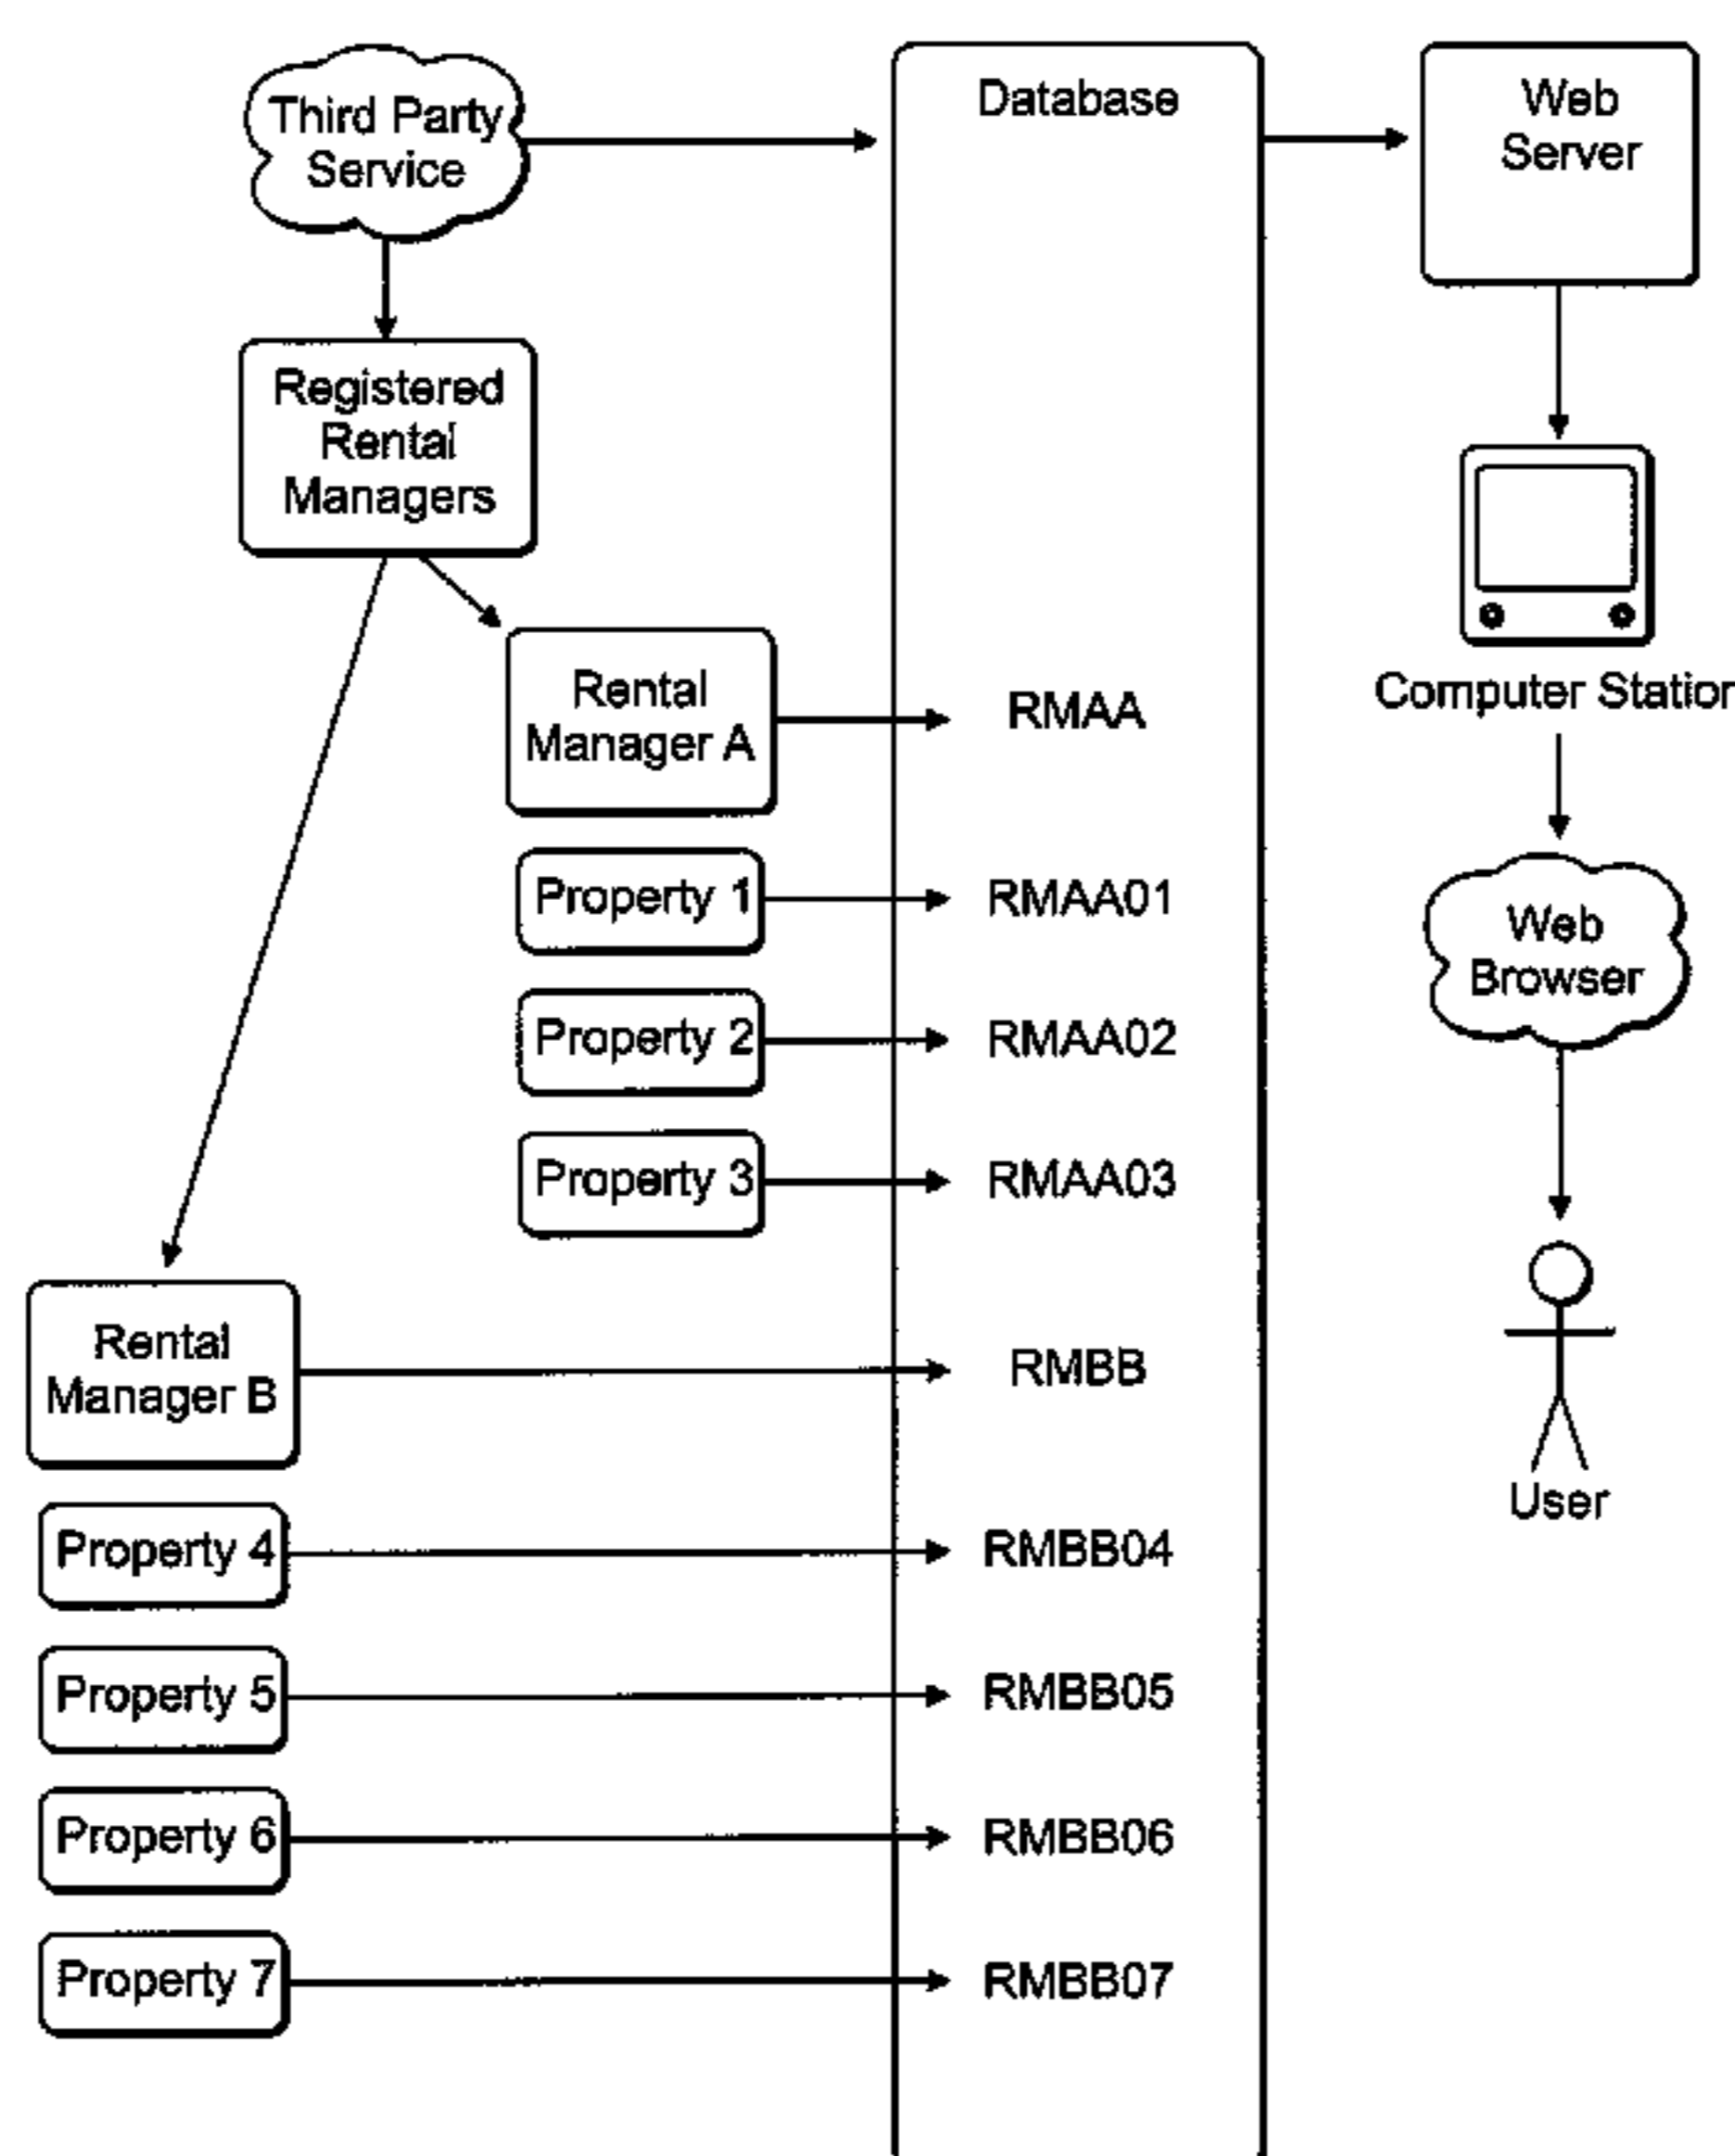 Third Party
Service
Database
Web
Server
Registered
Rental
Managers
Rental
Manager A
RMAA
Computer Station
Property 1
RMAA01
Web
Browser
Property 2
RMAA02
Property 3
RMAA03
Rental
Manager B
RMBB
User
Property 4
RMBB04
Property 5
RMBB05
Property 6
RMBB06
Property 7
RMBB07